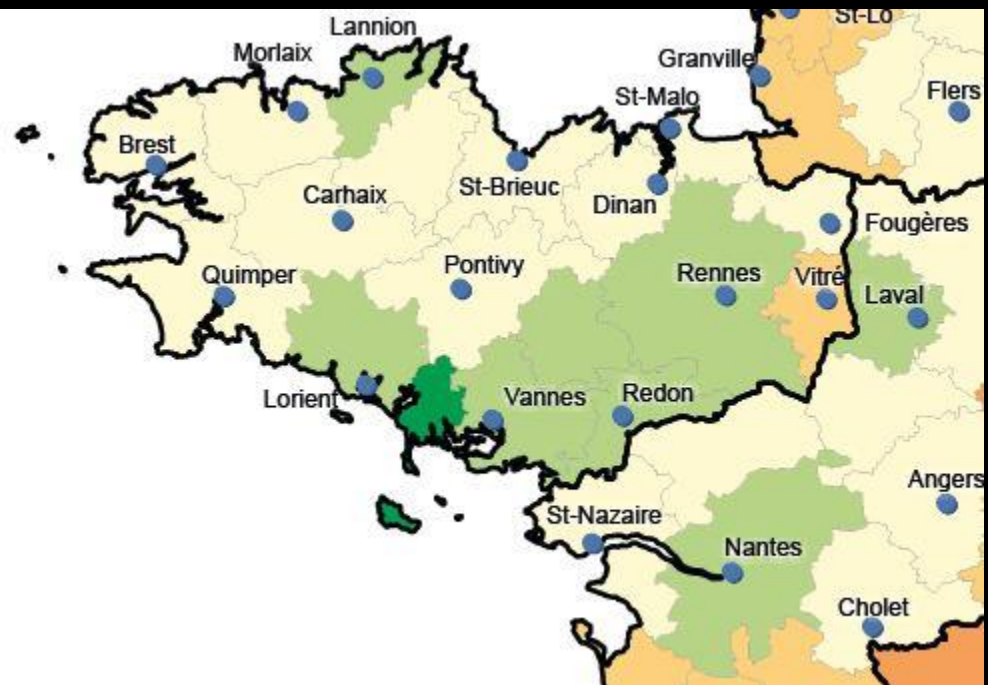 St-Lô
Lannion
Morlaix
Granville
Flers
St-Malo
Brest
St-Brieuc
Carhaix
Dinan
Fougères
Pontivy
Quimper
Rennes
Vitré
Laval
Lorient
Vannes
Redon
Angers
St-Nazaire
Nantes
Cholet